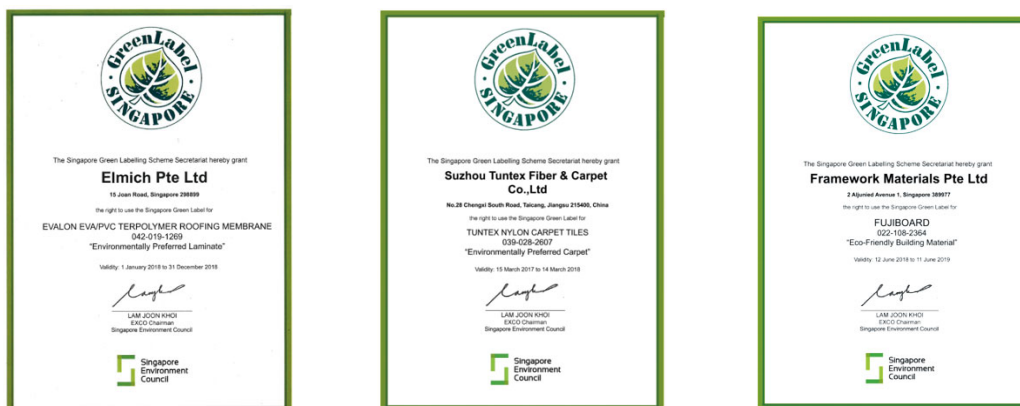 GreenLabel
SINGAPORE
The Singapore Green Labelling Scheme Secretariat hereby grant
Elmich Pte Ltd
15 Joan Road, Singapore 298899
the right to use the Singapore Green Label for
EVALON EVA/PVC TERPOLYMER ROOFING MEMBRANE
042-019-1269
"Environmentally Preferred Laminate"
Validity: 1 January 2018 to 31 December 2018
LAM JOON KHOI
EXCO Chairman
Singapore Environment Council
Singapore
Environment
Council
GreenLabel
SINGAPORE
The Singapore Green Labelling Scheme Secretariat hereby grant
Suzhou Tuntex Fiber & Carpet
Co.,Ltd
No.28 Chengxi South Road, Taicang, Jiangsu 215400, China
the right to use the Singapore Green Label for
TUNTEX NYLON CARPET TILES
039-028-2607
"Environmentally Preferred Carpet"
Validity: 15 March 2017 to 14 March 2018
LAM JOON KHOI
EXCO Chairman
Singapore Environment Council
Singapore
Environment
Council
GreenLabel
SINGAPORE
The Singapore Green Labelling Scheme Secretariat hereby grant
Framework Materials Pte Ltd
2 Aljunied Avenue 1, Singapore 389977
the right to use the Singapore Green Label for
FUJIBOARD
022-108-2364
"Eco-Friendly Building Material"
Validity: 12 June 2018 to 11 June 2019
LAM JOON KHOI
EXCO Chairman
Singapore Environment Council
Singapore
Environment
Council